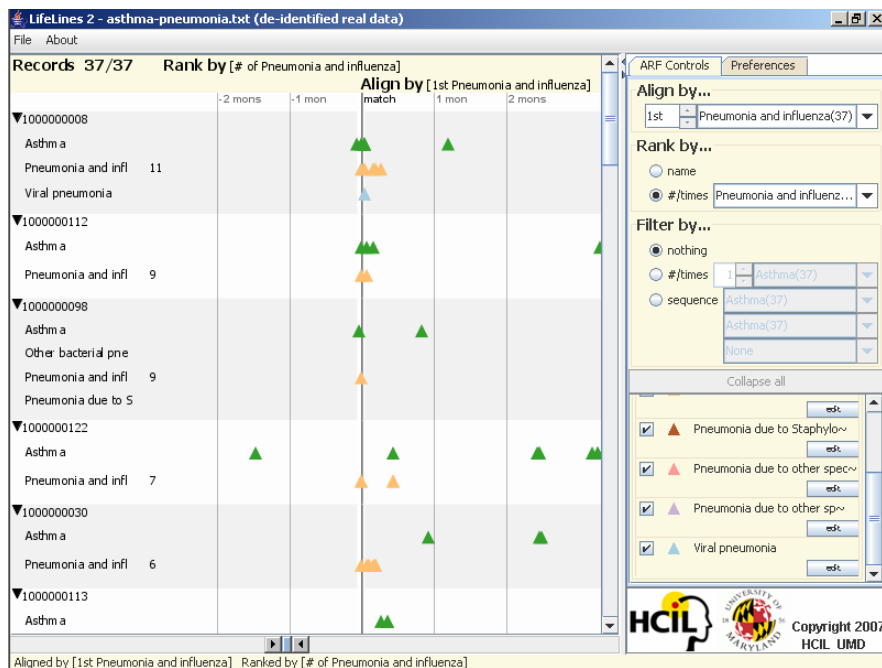 LifeLines 2 - asthma-pneumonia.txt (de-identified real data)
File About
Records 37/37 Rank by [# of Pneumonia and influenza]
Align by [1st Pneumonia and influenza]
-2 mons -1 mon match 1 mon 2 mons
1000000008
Asthma
Pneumonia and infl 11
Viral pneumonia
1000000112
Asthma
Pneumonia and infl 9
1000000098
Asthma
Other bacterial pne
Pneumonia and infl 9
Pneumonia due to S
1000000122
Asthma
Pneumonia and infl 7
1000000030
Asthma
Pneumonia and infl 6
1000000113
Asthma
ARF Controls Preferences
Align by...
1st Pneumonia and influenza(37)
Rank by...
name
#/times Pneumonia and influenz...
Filter by...
nothing
#/times 1 Asthma(37)
sequence Asthma(37)
Asthma(37)
None
Collapse all
edit
Pneumonia due to Staphylo~
edit
Pneumonia due to other spec~
edit
Pneumonia due to other sp~
edit
Viral pneumonia
edit
HCIL
UNIVERSITY OF
18 56
MARYLAND
Copyright 2007
HCIL UMD
Aligned by [1st Pneumonia and influenza] Ranked by [# of Pneumonia and influenza]